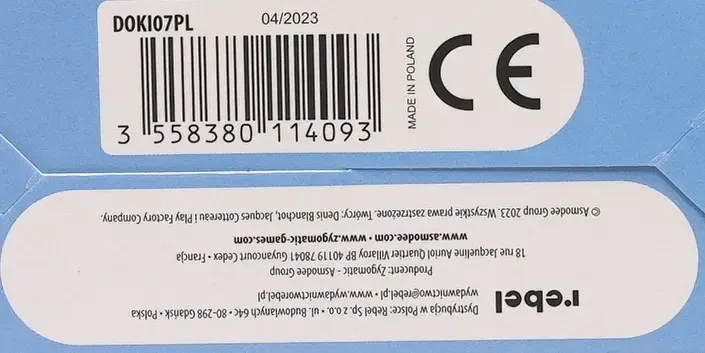 DOKI07PL
04/2023
MADE IN POLAND
CE
3 558380 114093
rebel
Dystrybucja w Polsce: Rebel Sp. z o.o. • ul. Budowlanych 64c • 80-298 Gdańsk • Polska
wydawnictwo@rebel.pl • www.wydawnictworebel.pl
Producent: Zygomatic - Asmodee Group
18 rue Jacqueline Auriol Quartier Villaroy BP 40119 78041 Guyancourt Cedex • Francja
www.asmodee.com • www.zygomatic-games.com
© Asmodee Group 2023. Wszystkie prawa zastrzeżone. Twórcy: Denis Blanchot, Jacques Cottereau i Play Factory Company.